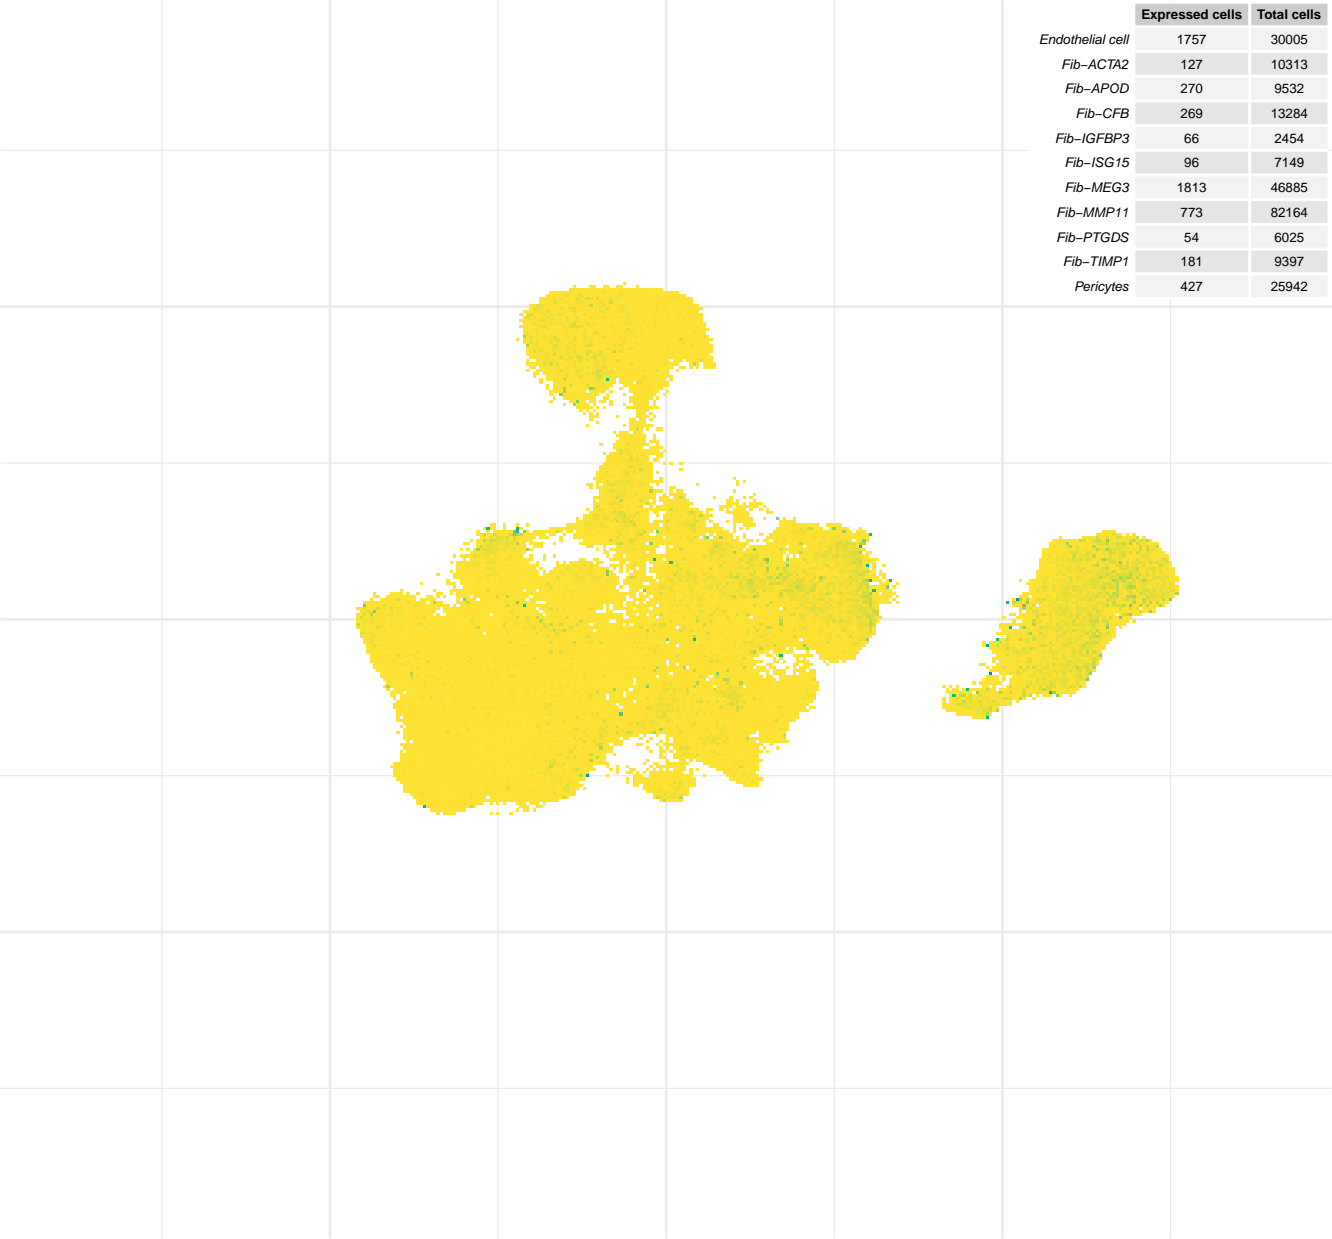 Expressed cells Total cells
Endothelial cell 1757 30005
Fib−ACTA2 127 10313
Fib−APOD 270 9532
Fib−CFB 269 13284
Fib−IGFBP3 66 2454
Fib−ISG15 96 7149
Fib−MEG3 1813 46885
Fib−MMP11 773 82164
Fib−PTGDS 54 6025
Fib−TIMP1 181 9397
Pericytes 427 25942